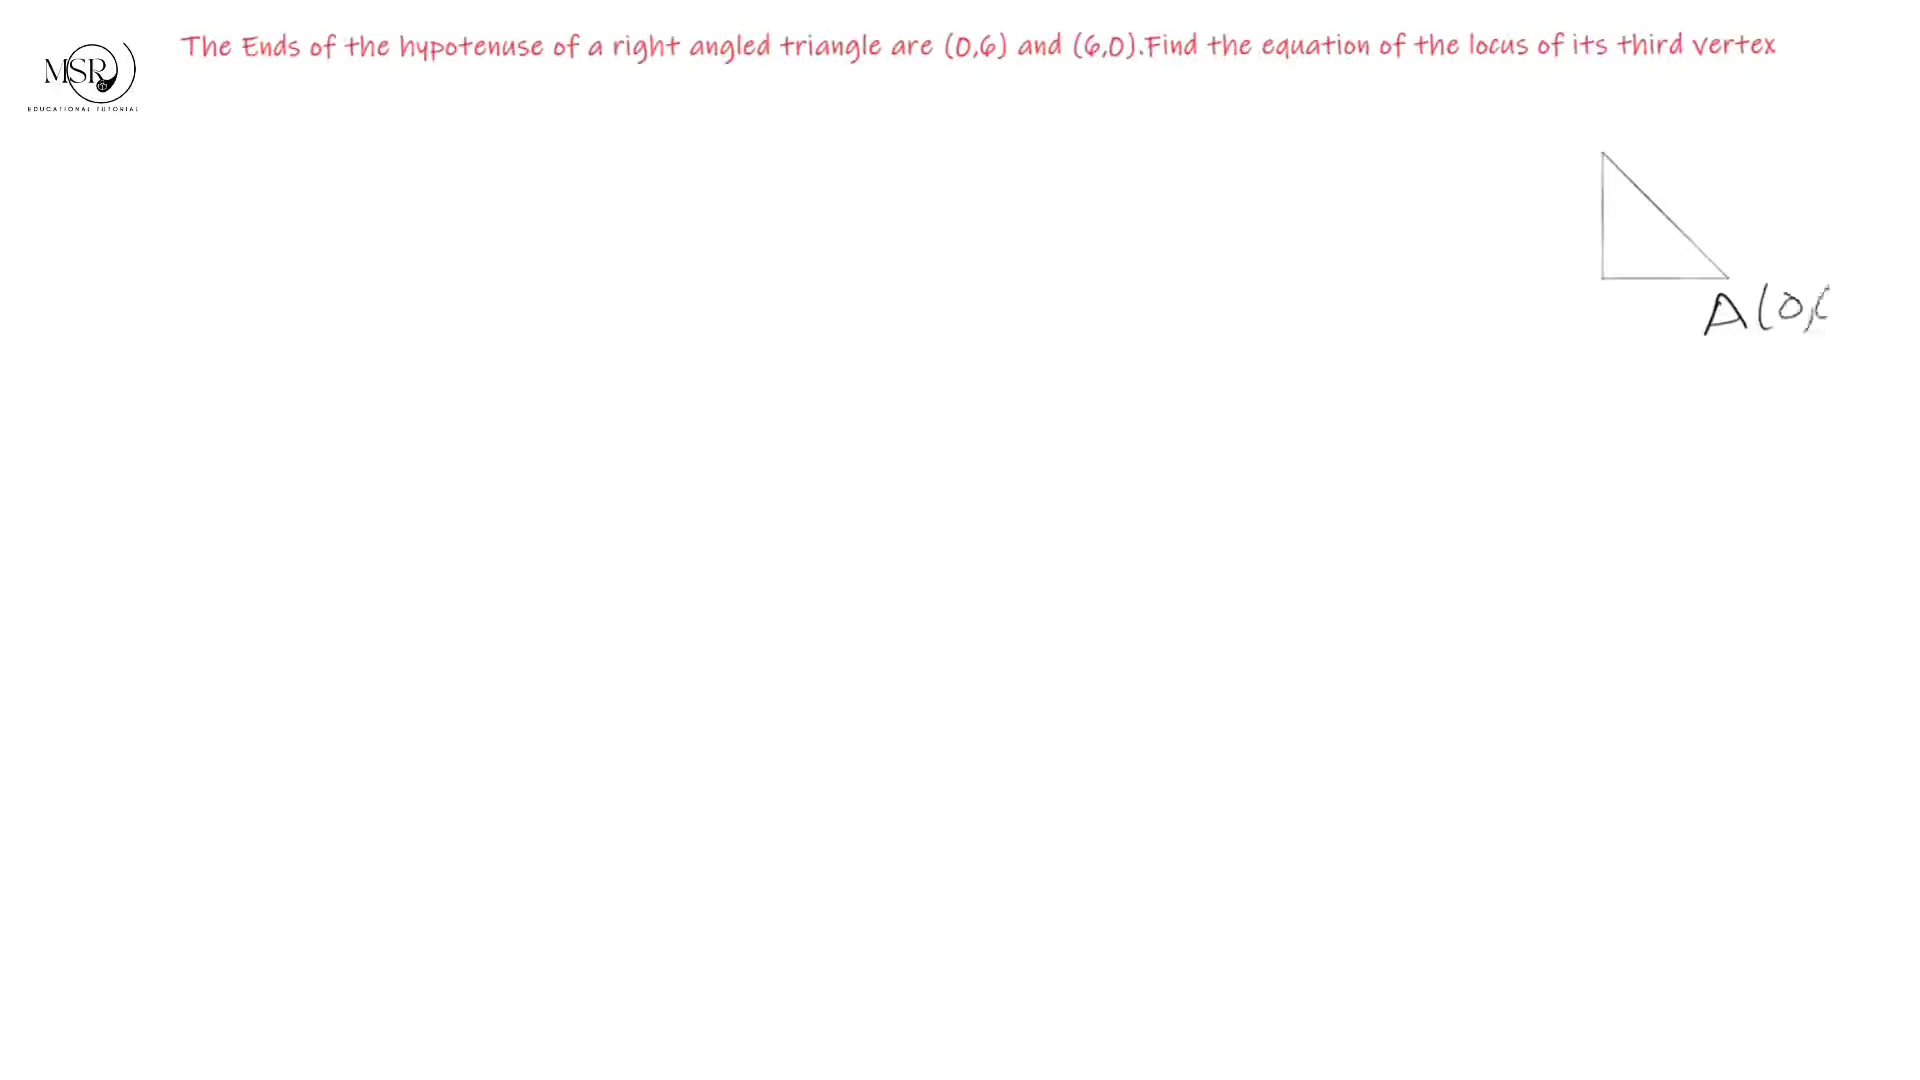 The Ends of the hypotenuse of a right angled triangle are (0,6) and (6,0).Find the equation of the locus of its third vertex
MSR
EDUCATIONAL TUTORIAL
A(0,(